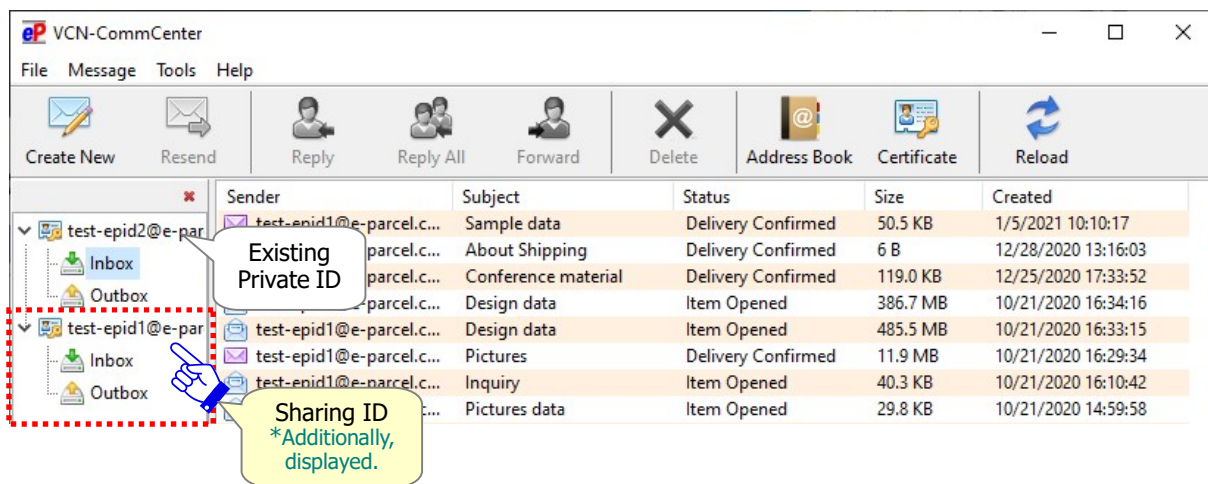 eP VCN-CommCenter
File Message Tools Help
Create New Resend Reply Reply All Forward Delete Address Book Certificate Reload
Sender Subject Status Size Created
test-epid2@e-par
Inbox
Outbox
test-epid1@e-par
Inbox
Outbox
test-epid1@e-parcel.c... Sample data Delivery Confirmed 50.5 KB 1/5/2021 10:10:17
parcel.c... About Shipping Delivery Confirmed 6 B 12/28/2020 13:16:03
parcel.c... Conference material Delivery Confirmed 119.0 KB 12/25/2020 17:33:52
parcel.c... Design data Item Opened 386.7 MB 10/21/2020 16:34:16
test-epid1@e-parcel.c... Design data Item Opened 485.5 MB 10/21/2020 16:33:15
test-epid1@e-parcel.c... Pictures Delivery Confirmed 11.9 MB 10/21/2020 16:29:34
test-epid1@e-parcel.c... Inquiry Item Opened 40.3 KB 10/21/2020 16:10:42
Pictures data Item Opened 29.8 KB 10/21/2020 14:59:58
Existing
Private ID
Sharing ID
*Additionally,
displayed.